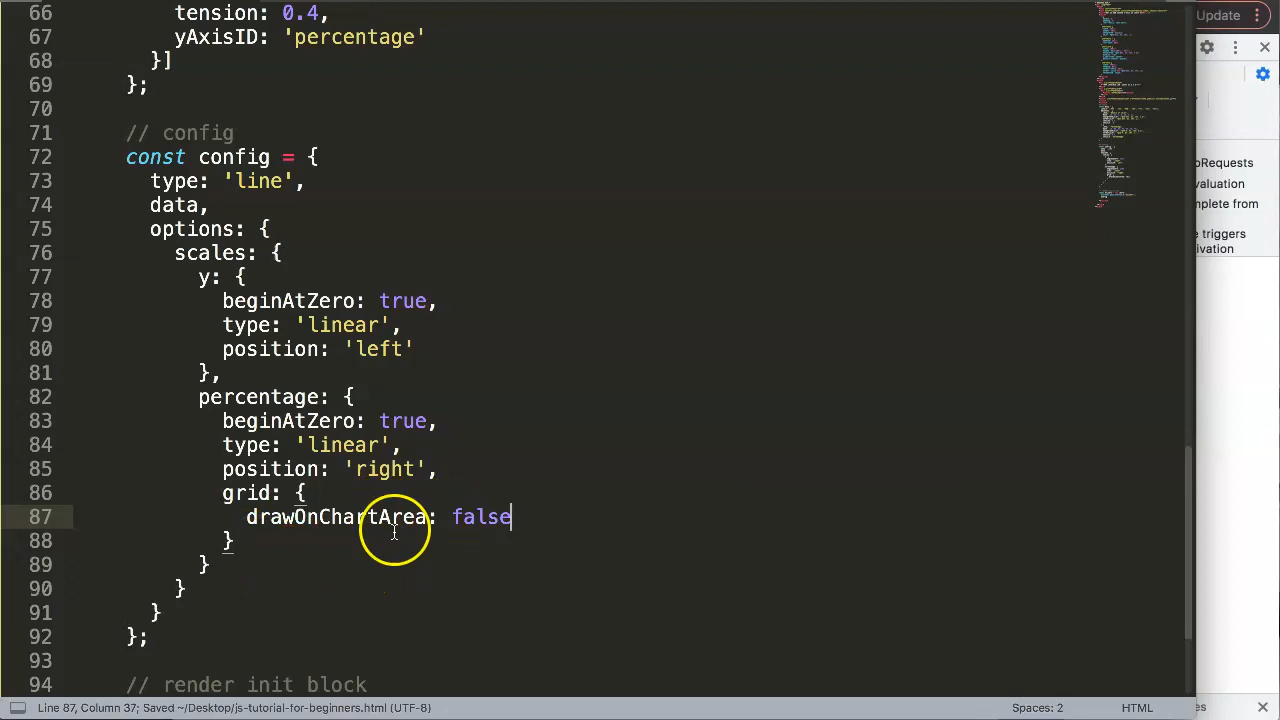 66 tension: 0.4,
67 yAxisID: 'percentage'
68 }]
69 };
70
71 // config
72 const config = {
73 type: 'line',
74 data,
75 options: {
76 scales: {
77 y: {
78 beginAtZero: true,
79 type: 'linear',
80 position: 'left'
81 },
82 percentage: {
83 beginAtZero: true,
84 type: 'linear',
85 position: 'right',
86 grid: {
87 drawOnChartArea: false
88 }
89 }
90 }
91 }
92 };
93
94 // render init block
Line 87, Column 37; Saved ~/Desktop/js-tutorial-for-beginners.html (UTF-8)
Spaces: 2
HTML
Update
pRequests
valuation
mplete from
e triggers
ivation
es